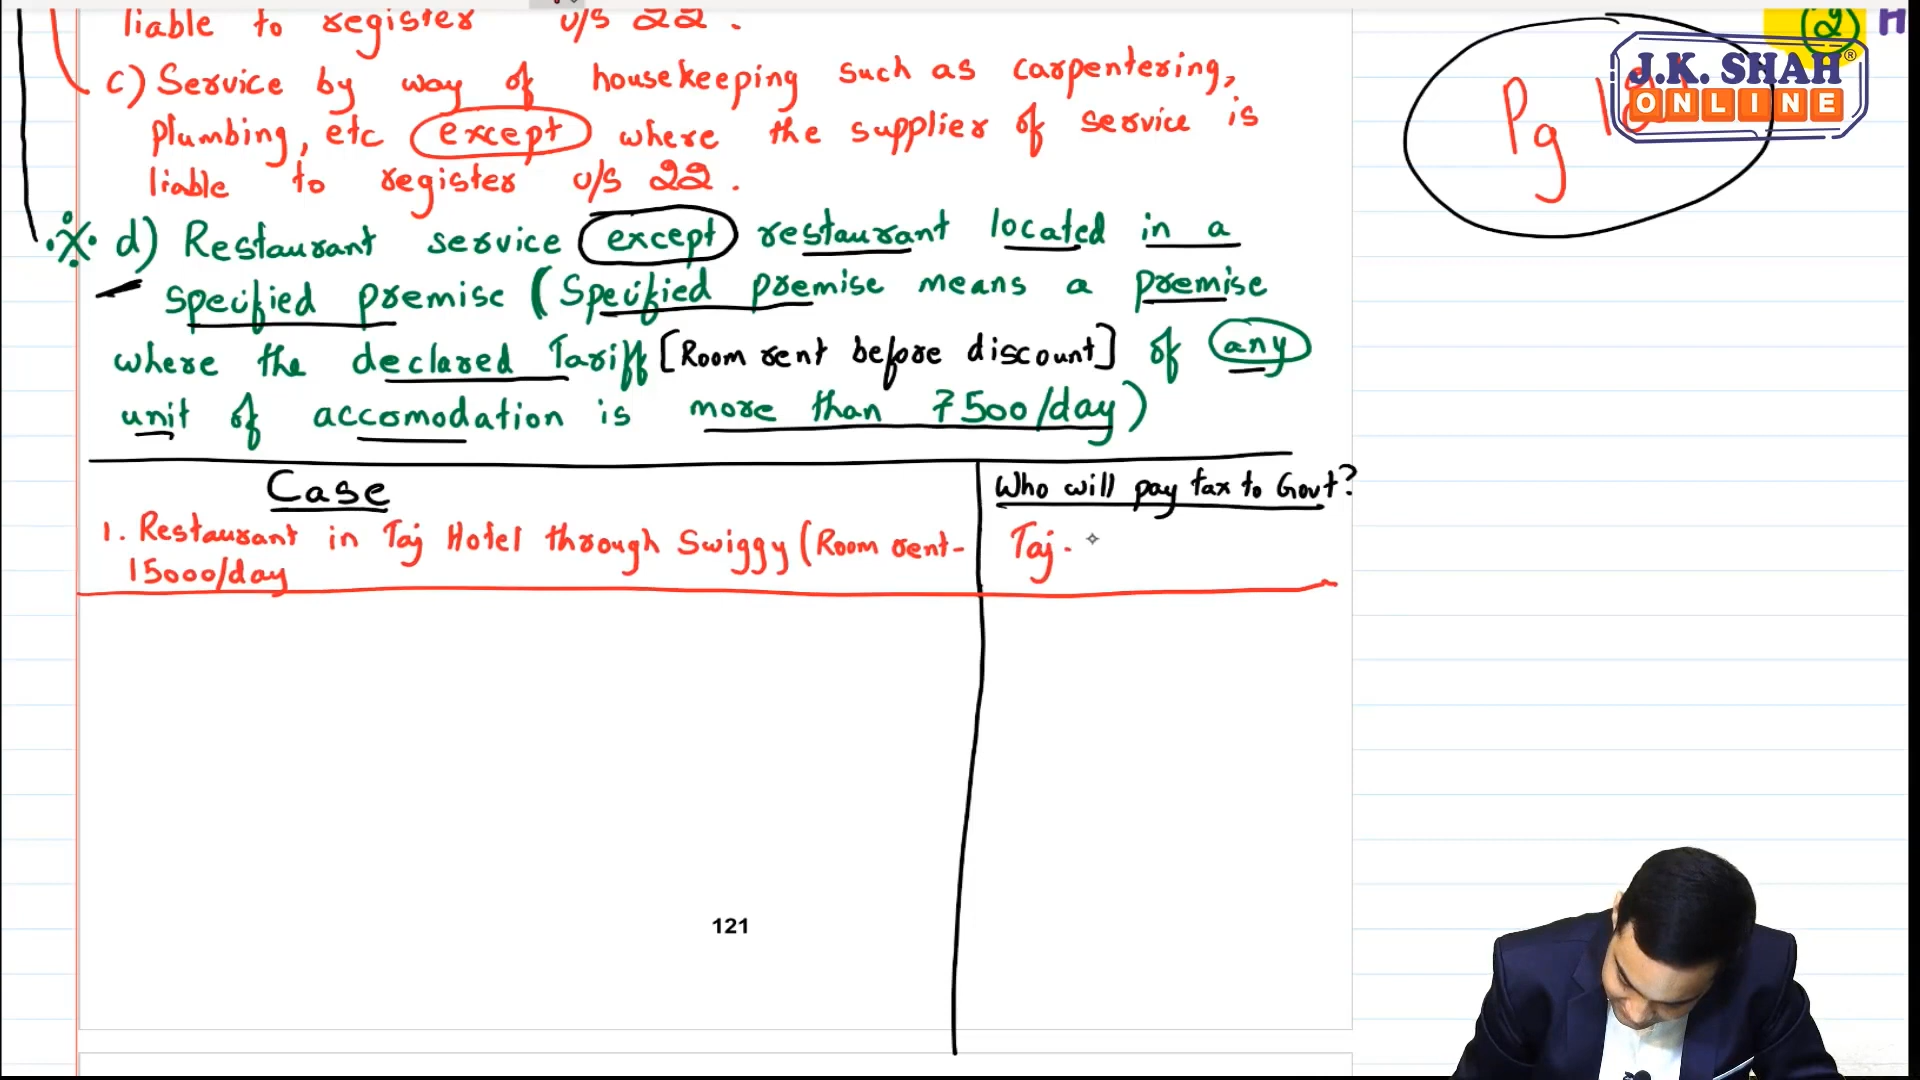 liable to register u/s 22.
c) Service by way of housekeeping such as carpentering,
plumbing, etc except where the supplier of service is
liable to register u/s 22.
d) Restaurant service except restaurant located in a
specified premise (Specified premise means a premise
where the declared Tariff [Room rent before discount] of any
unit of accomodation is more than 7500/day)
Case
Who will pay tax to Govt?
1. Restaurant in Taj Hotel through Swiggy (Room rent-
15000/day
Taj.
121
Pg
2
H
J.K. SHAH®
ONLINE